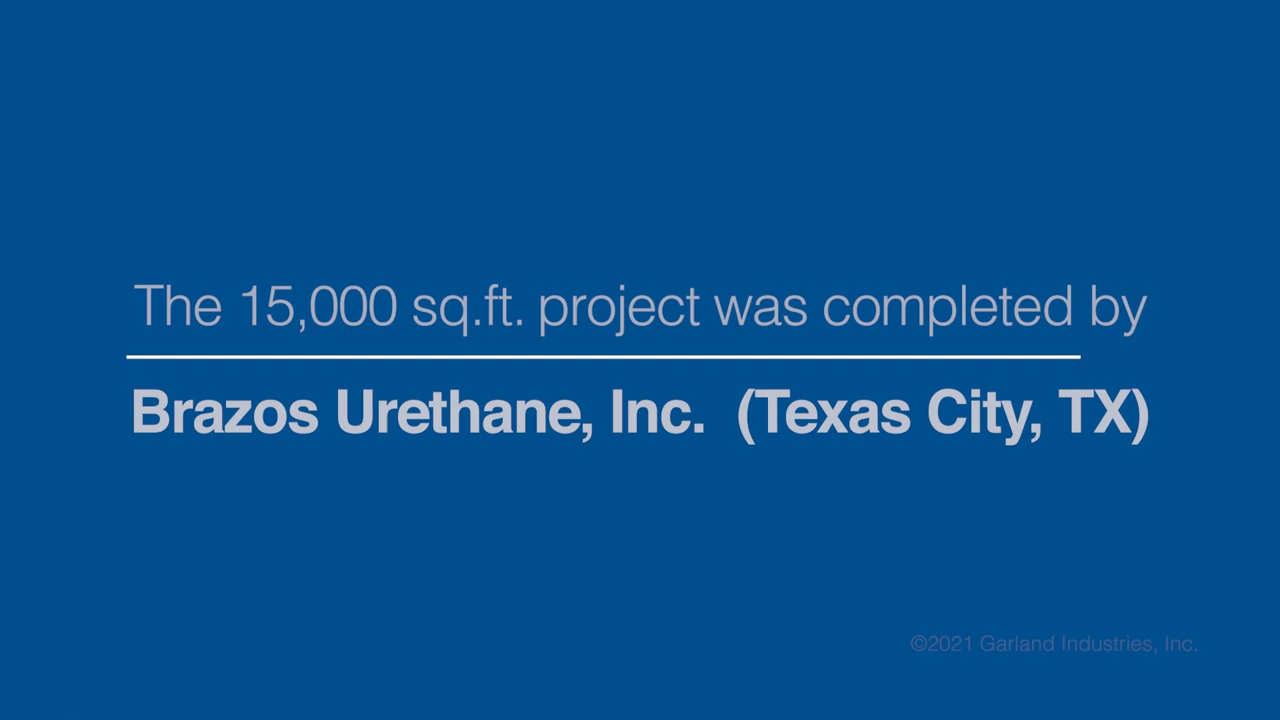 The 15,000 sq.ft. project was completed by
Brazos Urethane, Inc.  (Texas City, TX)
©2021 Garland Industries, Inc.